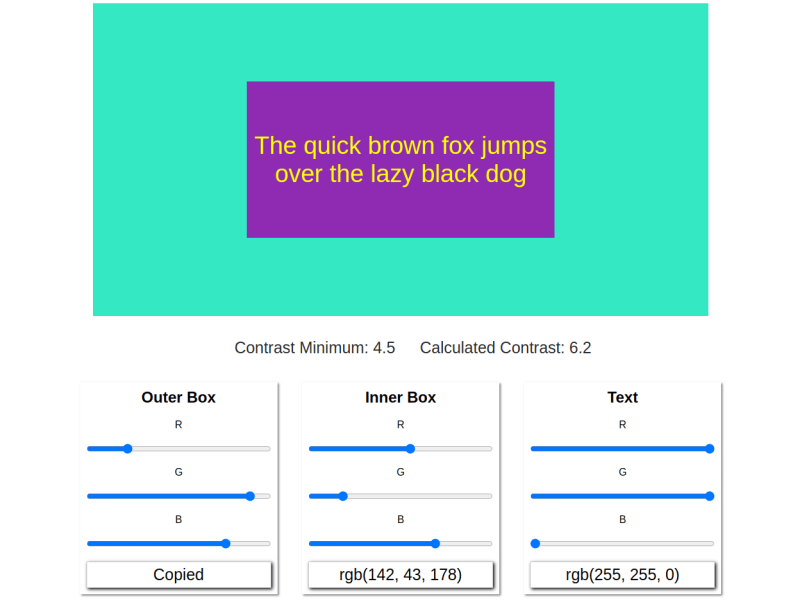 The quick brown fox jumps
over the lazy black dog
Contrast Minimum: 4.5 Calculated Contrast: 6.2
Outer Box
R
G
B
Copied
Inner Box
R
G
B
rgb(142, 43, 178)
Text
R
G
B
rgb(255, 255, 0)